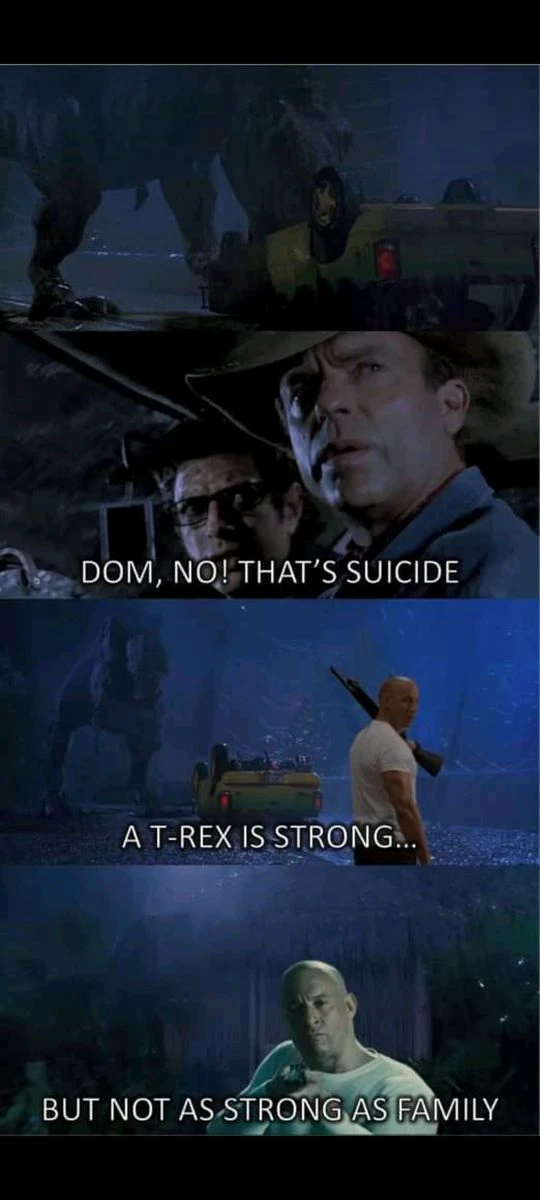 DOM, NO! THAT'S SUICIDE
A T-REX IS STRONG...
BUT NOT AS STRONG AS FAMILY